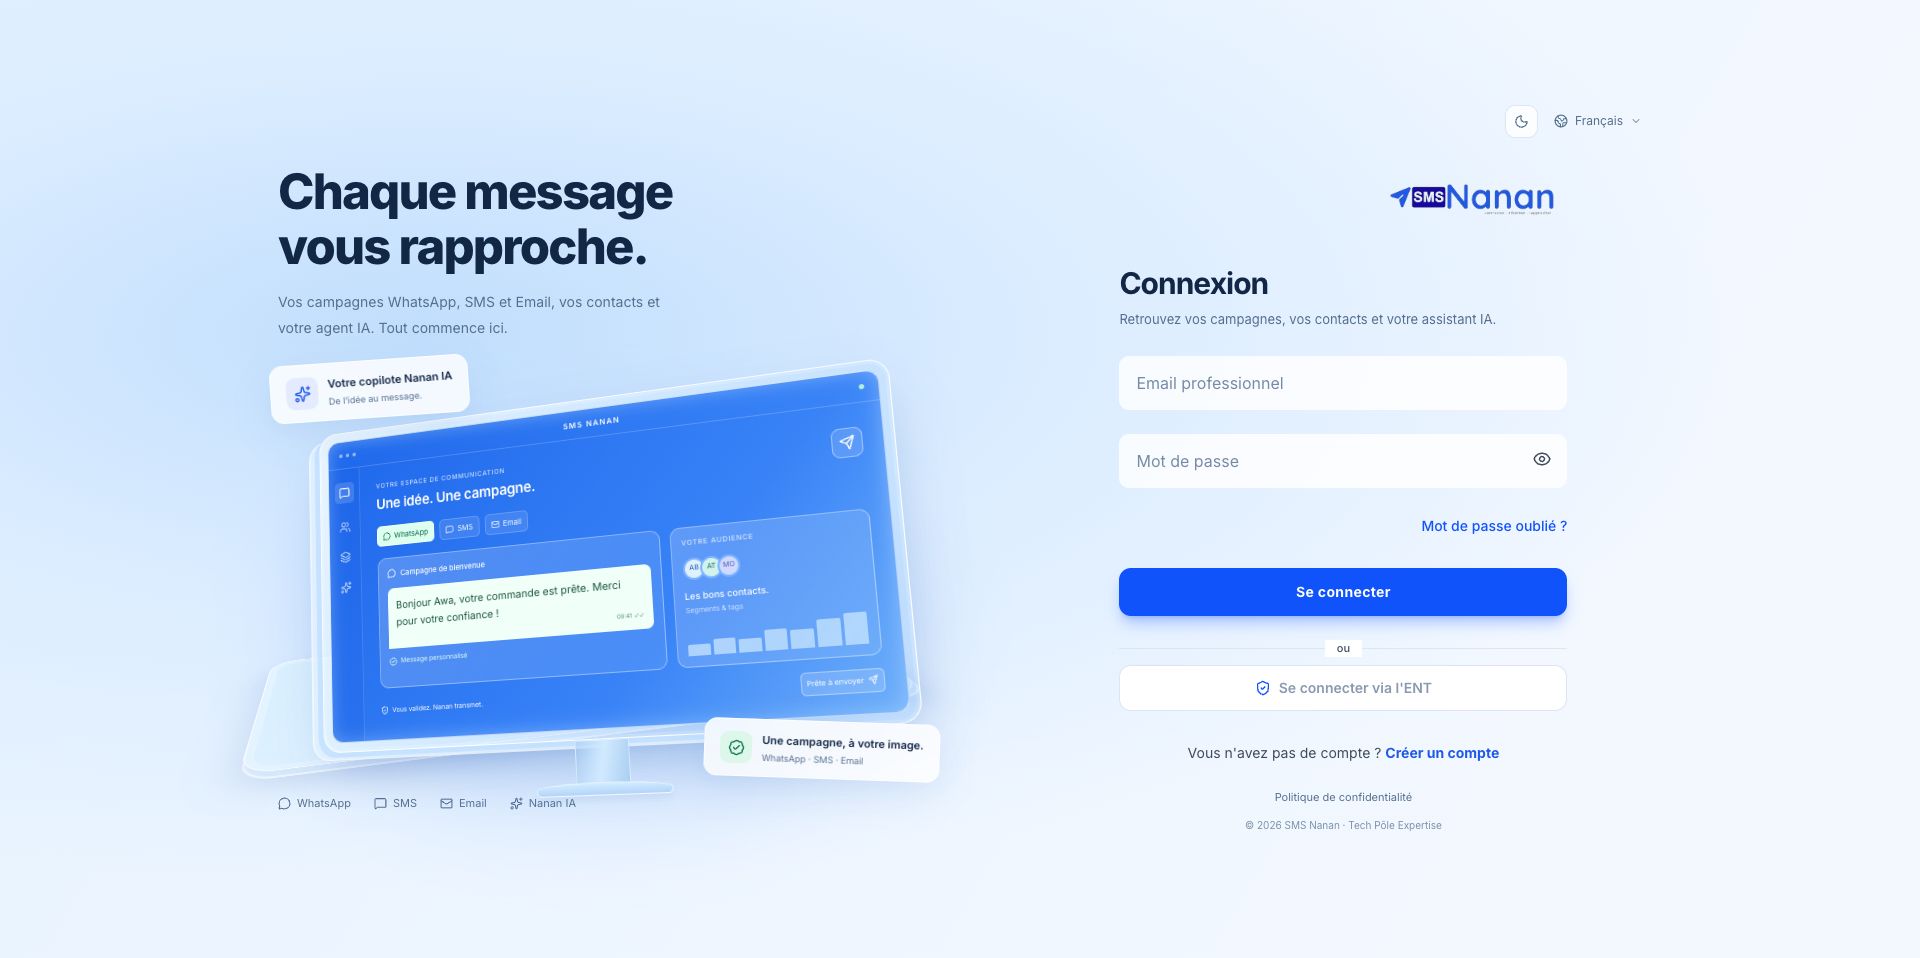 Français
Chaque message
vous rapproche.
Vos campagnes WhatsApp, SMS et Email, vos contacts et
votre agent IA. Tout commence ici.
Votre copilote Nanan IA
De l'idée au message.
SMS NANAN
VOTRE ESPACE DE COMMUNICATION
Une idée. Une campagne.
WhatsApp
SMS
Email
Campagne de bienvenue
Bonjour Awa, votre commande est prête. Merci
pour votre confiance !
09:41
Message personnalisé
VOTRE AUDIENCE
AB
AT
MO
Les bons contacts.
Segments & tags
Prête à envoyer
Vous validez. Nanan transmet.
Une campagne, à votre image.
WhatsApp · SMS · Email
WhatsApp
SMS
Email
Nanan IA
SMS Nanan
Connexion
Retrouvez vos campagnes, vos contacts et votre assistant IA.
Email professionnel
Mot de passe
Mot de passe oublié ?
Se connecter
ou
Se connecter via l'ENT
Vous n'avez pas de compte ? Créer un compte
Politique de confidentialité
© 2026 SMS Nanan · Tech Pôle Expertise